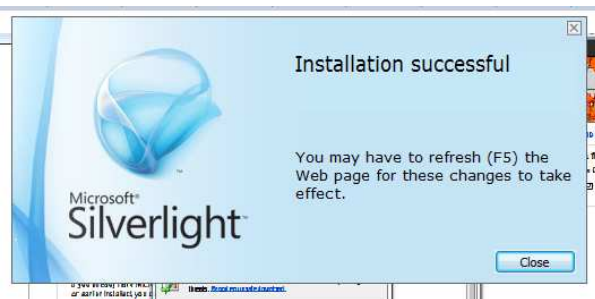 Installation successful
You may have to refresh (F5) the
Web page for these changes to take
effect.
Microsoft®
Silverlight™
Close